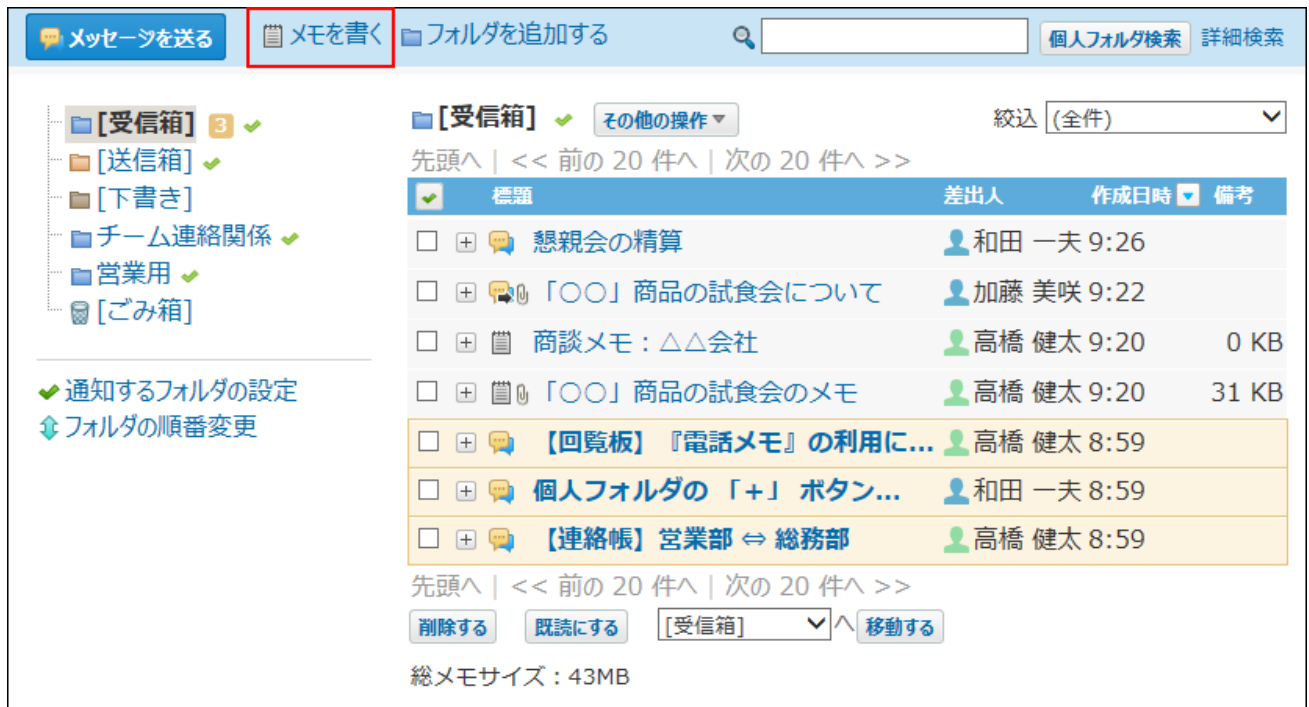 メッセージを送る メモを書く フォルダを追加する 個人フォルダ検索 詳細検索
[受信箱] 3
[送信箱]
[下書き]
チーム連絡関係
営業用
[ごみ箱]
通知するフォルダの設定
フォルダの順番変更
[受信箱] その他の操作 絞込 (全件)
先頭へ | << 前の 20 件へ | 次の 20 件へ >>
標題 差出人 作成日時 備考
懇親会の精算 和田 一夫 9:26
「○○」商品の試食会について 加藤 美咲 9:22
商談メモ：△△会社 高橋 健太 9:20 0 KB
「○○」商品の試食会のメモ 高橋 健太 9:20 31 KB
【回覧板】『電話メモ』の利用に... 高橋 健太 8:59
個人フォルダの 「+」 ボタン... 和田 一夫 8:59
【連絡帳】営業部 ⇔ 総務部 高橋 健太 8:59
先頭へ | << 前の 20 件へ | 次の 20 件へ >>
削除する 既読にする [受信箱] へ 移動する
総メモサイズ：43MB